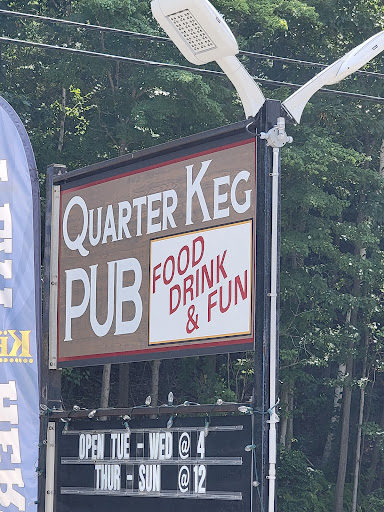 QUARTER KEG
PUB
FOOD
DRINK
& FUN
OPEN TUE - WED @ 4
THUR - SUN @ 12